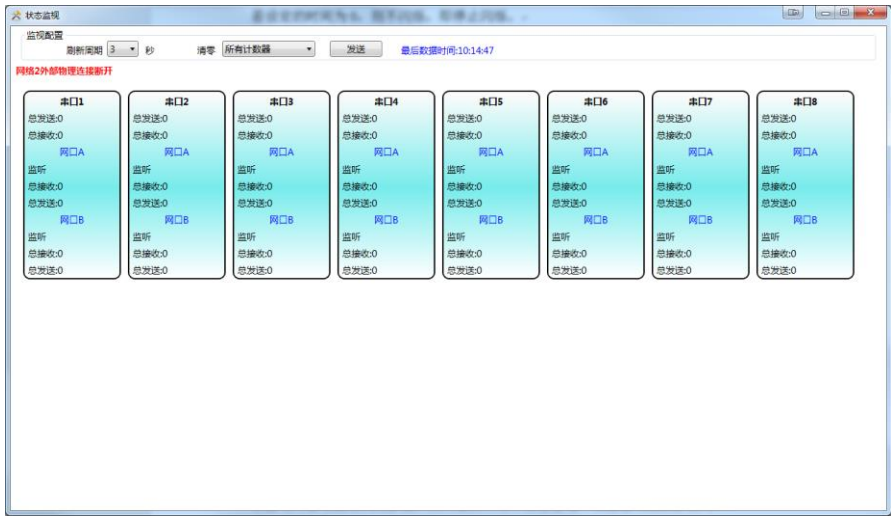 状态监视
监视配置
刷新周期 3 秒 清零 所有计数器 发送 最后数据时间:10:14:47
网络2外部物理连接断开
串口1 串口2 串口3 串口4 串口5 串口6 串口7 串口8
总发送:0 总发送:0 总发送:0 总发送:0 总发送:0 总发送:0 总发送:0 总发送:0
总接收:0 总接收:0 总接收:0 总接收:0 总接收:0 总接收:0 总接收:0 总接收:0
网口A 网口A 网口A 网口A 网口A 网口A 网口A 网口A
监听 监听 监听 监听 监听 监听 监听 监听
总接收:0 总接收:0 总接收:0 总接收:0 总接收:0 总接收:0 总接收:0 总接收:0
总发送:0 总发送:0 总发送:0 总发送:0 总发送:0 总发送:0 总发送:0 总发送:0
网口B 网口B 网口B 网口B 网口B 网口B 网口B 网口B
监听 监听 监听 监听 监听 监听 监听 监听
总接收:0 总接收:0 总接收:0 总接收:0 总接收:0 总接收:0 总接收:0 总接收:0
总发送:0 总发送:0 总发送:0 总发送:0 总发送:0 总发送:0 总发送:0 总发送:0